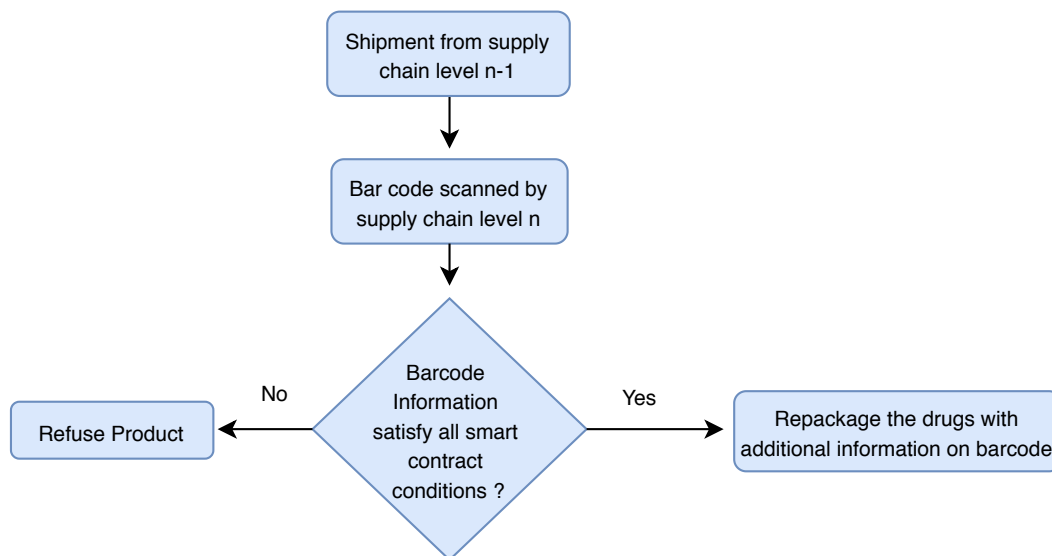 Shipment from supply
chain level n-1
Bar code scanned by
supply chain level n
Barcode
Information
satisfy all smart
contract
conditions ?
No
Yes
Refuse Product
Repackage the drugs with
additional information on barcode